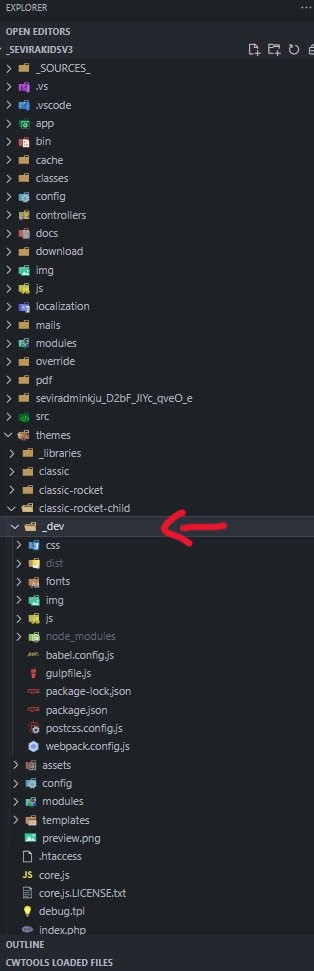 EXPLORER
OPEN EDITORS
_SEVIRAKIDSV3
_SOURCES_
.vs
.vscode
app
bin
cache
classes
config
controllers
docs
download
img
js
localization
mails
modules
override
pdf
seviradminkju_D2bF_JIYc_qveO_e
src
themes
_libraries
classic
classic-rocket
classic-rocket-child
_dev
css
dist
fonts
img
js
node_modules
babel.config.js
gulpfile.js
package-lock.json
package.json
postcss.config.js
webpack.config.js
assets
config
modules
templates
preview.png
.htaccess
JS core.js
core.js.LICENSE.txt
debug.tpl
index.php
OUTLINE
CWTOOLS LOADED FILES